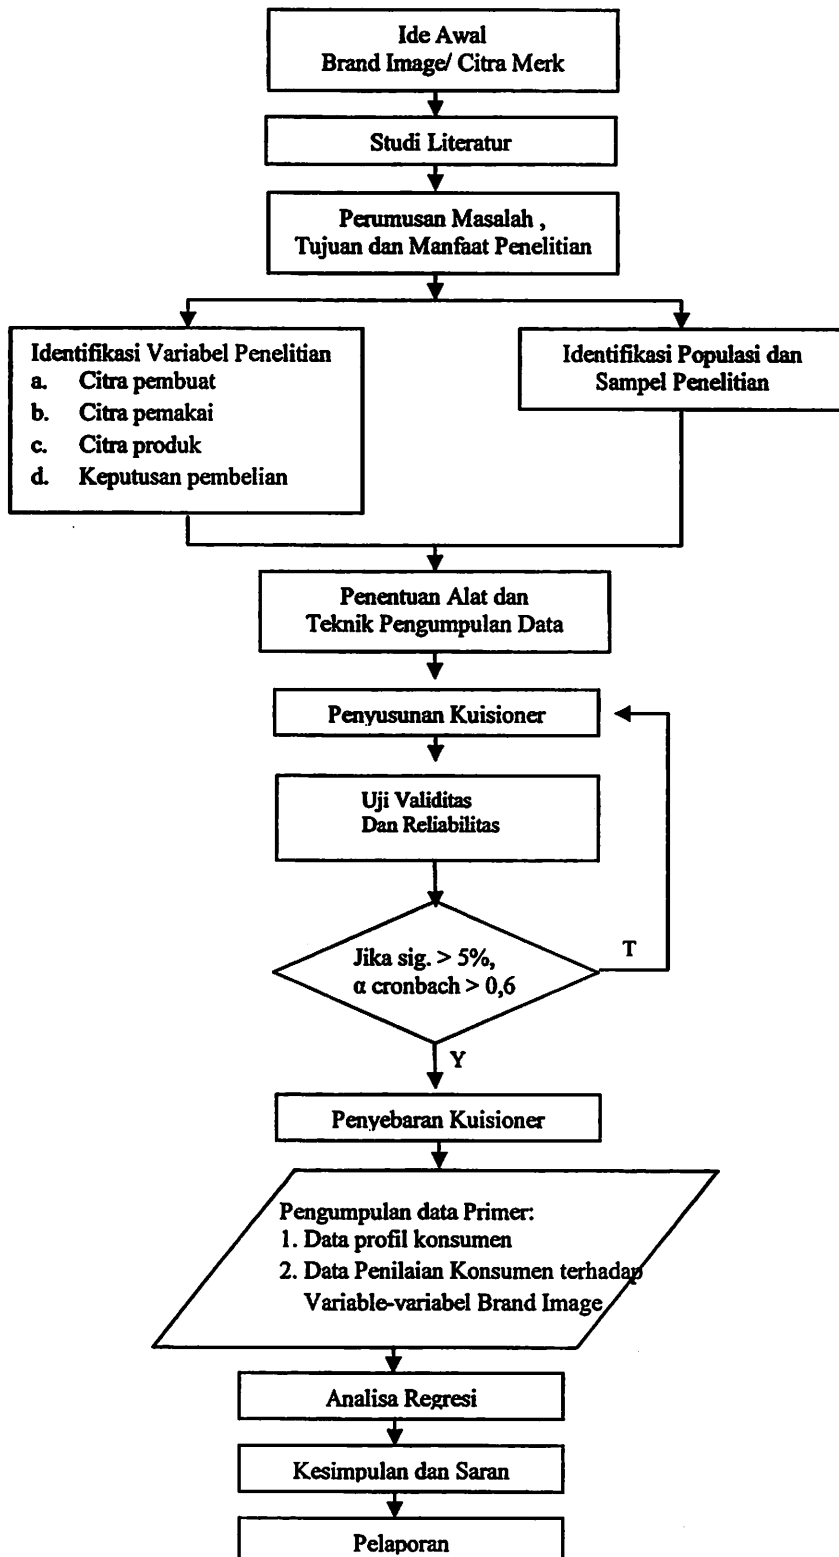 Ide Awal
Brand Image/ Citra Merk
Studi Literatur
Perumusan Masalah ,
Tujuan dan Manfaat Penelitian
Identifikasi Variabel Penelitian
a. Citra pembuat
b. Citra pemakai
c. Citra produk
d. Keputusan pembelian
Identifikasi Populasi dan
Sampel Penelitian
Penentuan Alat dan
Teknik Pengumpulan Data
Penyusunan Kuisioner
Uji Validitas
Dan Reliabilitas
Jika sig. > 5%,
α cronbach > 0,6
T
Y
Penyebaran Kuisioner
Pengumpulan data Primer:
1. Data profil konsumen
2. Data Penilaian Konsumen terhadap
Variable-variabel Brand Image
Analisa Regresi
Kesimpulan dan Saran
Pelaporan